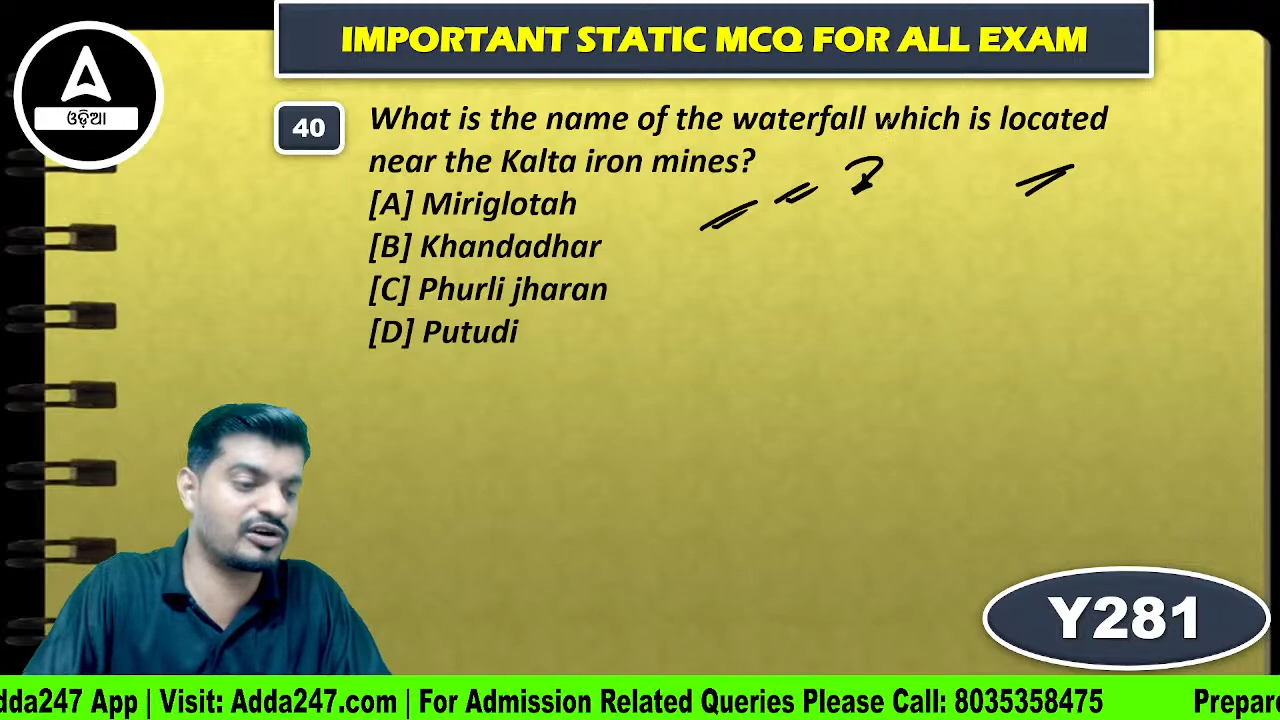 IMPORTANT STATIC MCQ FOR ALL EXAM
ଓଡ଼ିଆ
40
What is the name of the waterfall which is located
near the Kalta iron mines?
[A] Miriglotah
[B] Khandadhar
[C] Phurli jharan
[D] Putudi
Y281
dda247 App | Visit: Adda247.com | For Admission Related Queries Please Call: 8035358475 Prepare